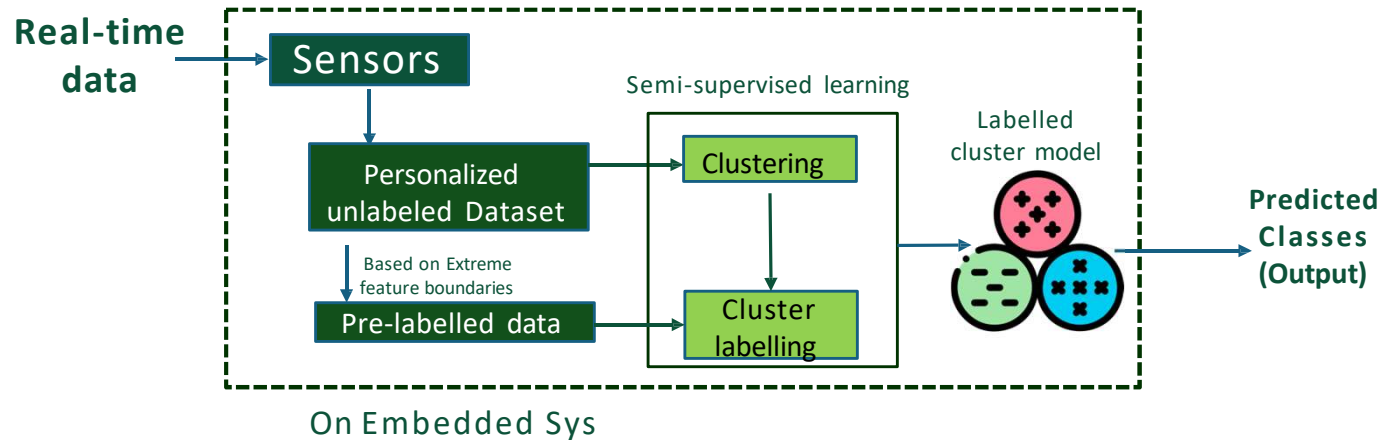 Real-time
data
Sensors
Semi-supervised learning
Personalized
unlabeled Dataset
Clustering
Labelled
cluster model
Based on Extreme
feature boundaries
Pre-labelled data
Cluster
labelling
Predicted
Classes
(Output)
On Embedded Sys